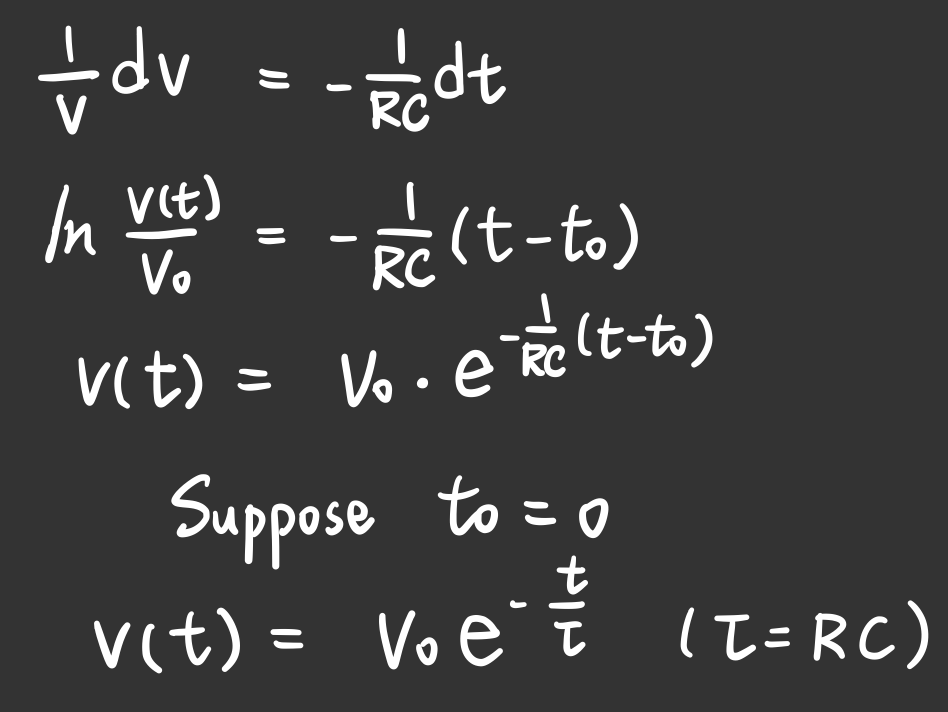 1/v dv = - 1/RC dt
ln v(t)/V₀ = - 1/RC (t-t₀)
v(t) = V₀ · e^(-1/RC (t-t₀))
Suppose t₀ = 0
v(t) = V₀ e^(-t/τ) (τ = RC)